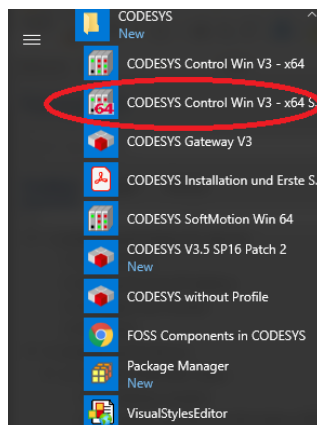 CODESYS
New
CODESYS Control Win V3 - x64
CODESYS Control Win V3 - x64 S.
64
CODESYS Gateway V3
CODESYS Installation und Erste S.
CODESYS SoftMotion Win 64
CODESYS V3.5 SP16 Patch 2
New
CODESYS without Profile
FOSS Components in CODESYS
Package Manager
New
VisualStylesEditor